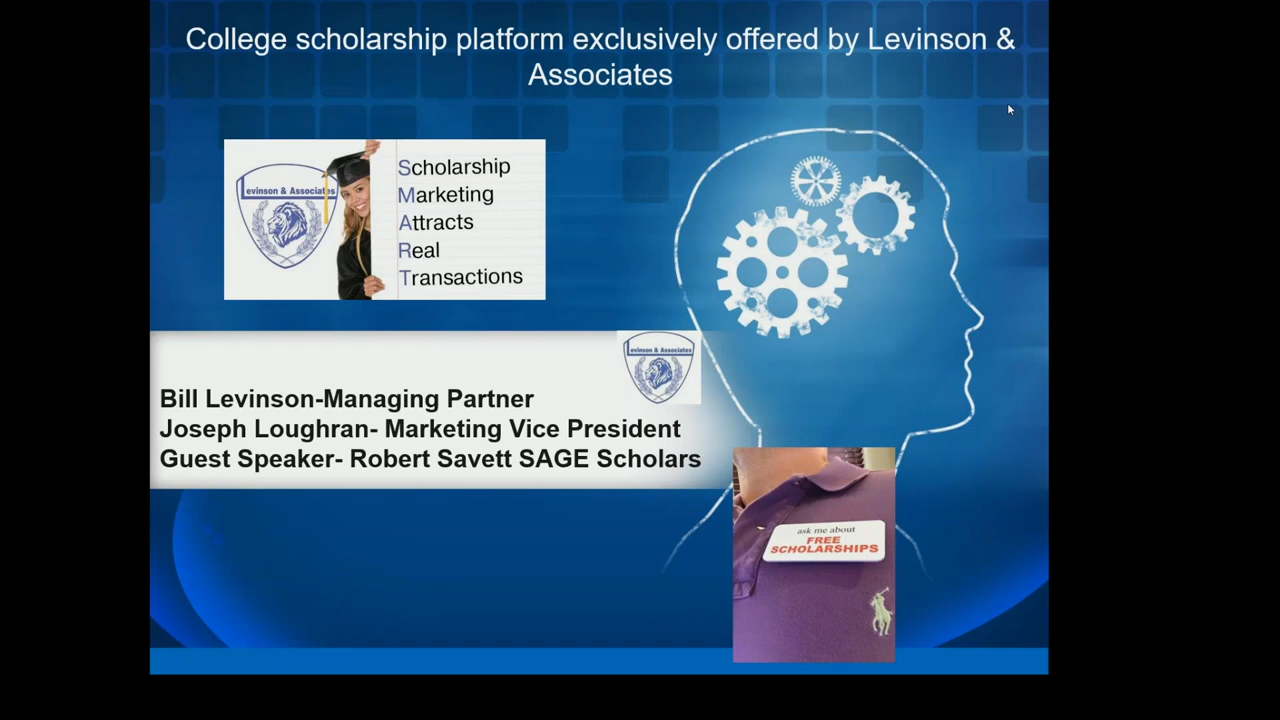 College scholarship platform exclusively offered by Levinson &
Associates
Levinson & Associates
Scholarship
Marketing
Attracts
Real
Transactions
Levinson & Associates
Bill Levinson-Managing Partner
Joseph Loughran- Marketing Vice President
Guest Speaker- Robert Savett SAGE Scholars
ask me about
FREE
SCHOLARSHIPS